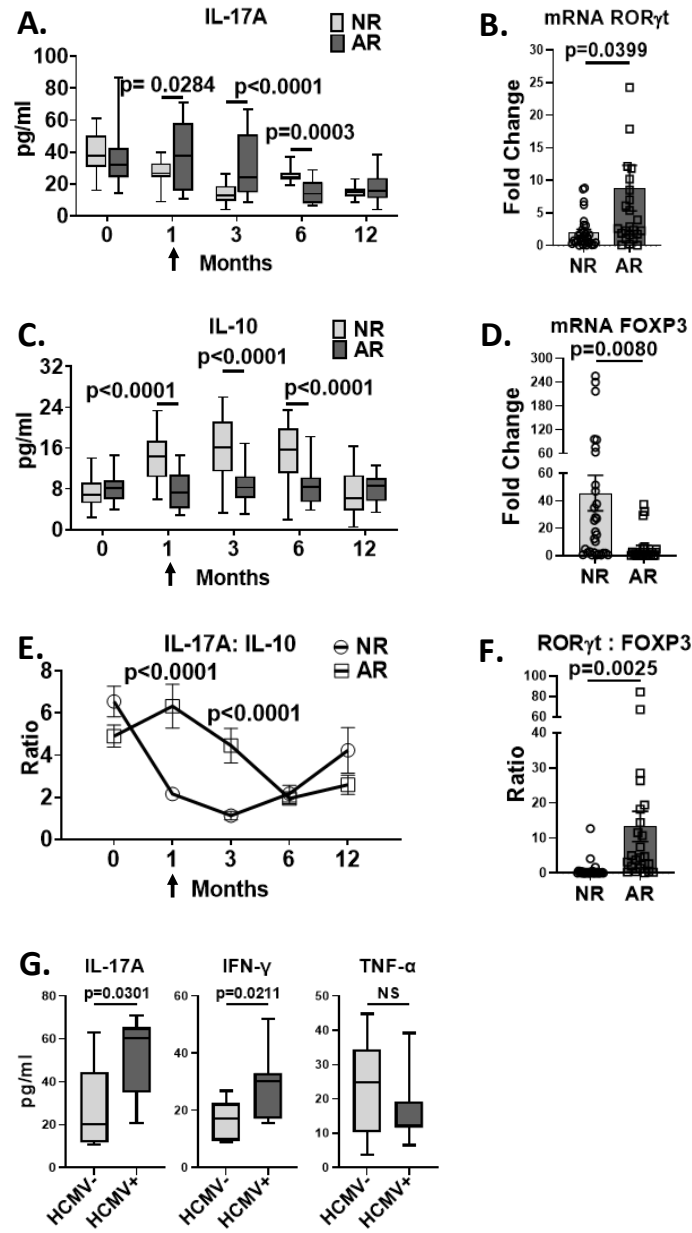 A.
IL-17A
NR
AR
pg/ml
100
80
60
40
20
0
p= 0.0284
p<0.0001
p=0.0003
0
1
3
6
12
Months
B.
mRNA RORγt
p=0.0399
Fold Change
30
25
20
15
10
5
0
NR
AR
C.
IL-10
NR
AR
pg/ml
32
24
16
8
0
p<0.0001
p<0.0001
p<0.0001
0
1
3
6
12
Months
D.
mRNA FOXP3
p=0.0080
Fold Change
300
240
180
120
60
60
40
20
0
NR
AR
E.
IL-17A: IL-10
NR
AR
Ratio
8
6
4
2
0
p<0.0001
p<0.0001
0
1
3
6
12
Months
F.
RORγt : FOXP3
p=0.0025
Ratio
100
80
60
40
20
10
0
NR
AR
G.
IL-17A
p=0.0301
pg/ml
80
60
40
20
0
HCMV-
HCMV+
IFN-γ
p=0.0211
60
40
20
0
HCMV-
HCMV+
TNF-α
NS
50
40
30
20
10
0
HCMV-
HCMV+